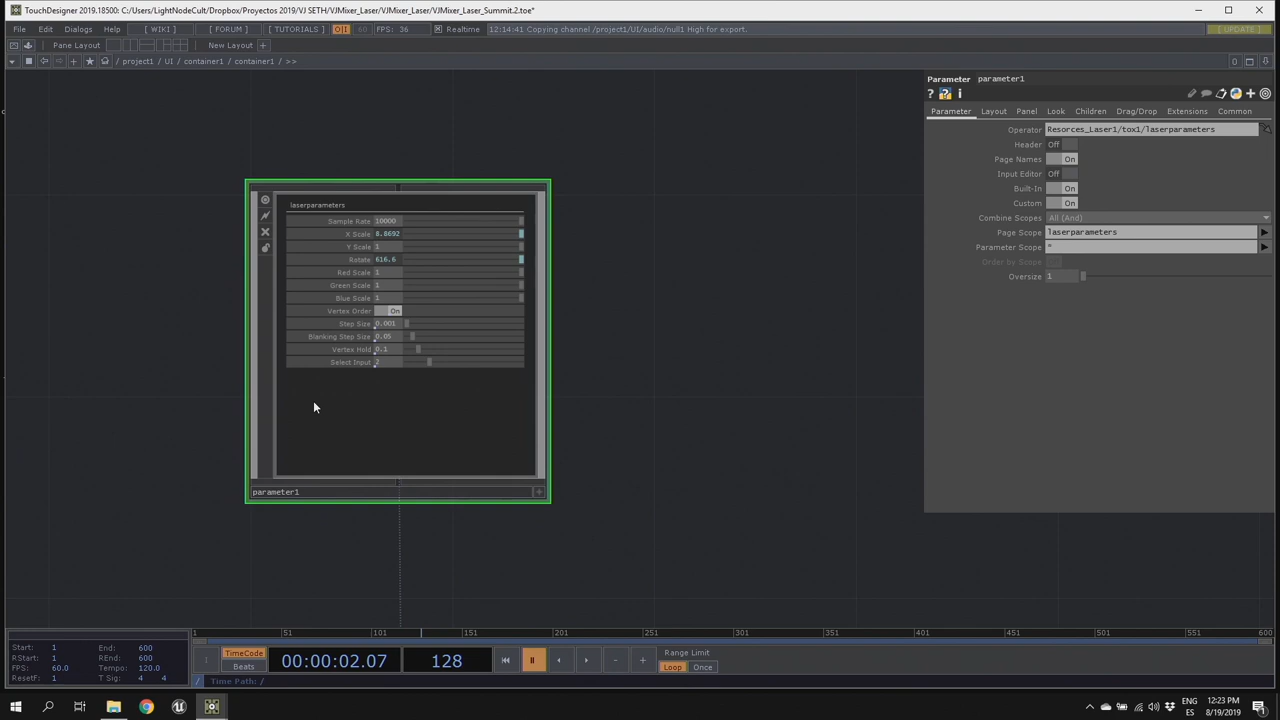 TouchDesigner 2019.18500: C:/Users/LightNodeCult/Dropbox/Proyectos 2019/VJ SETH/VJMixer_Laser/VJMixer_Laser/VJMixer_Laser_Summit.2.toe*
File Edit Dialogs [ WIKI ] [ FORUM ] [ TUTORIALS ] O|I 60 FPS: 36 Realtime 12:14:41 Copying channel /project1/UI/audio/null1 High for export. [ UPDATE ]
Pane Layout New Layout +
/ project1 / UI / container1 / container1 / >> 0
Parameter parameter1
Parameter Layout Panel Look Children Drag/Drop Extensions Common
Operator Resorces_Laser1/tox1/laserparameters
Header Off
Page Names On
Input Editor Off
Built-In On
Custom On
Combine Scopes All (And)
Page Scope laserparameters
Parameter Scope *
Order by Scope
Oversize 1
laserparameters
Sample Rate 10000
X Scale 8.8692
Y Scale 1
Rotate 616.6
Red Scale 1
Green Scale 1
Blue Scale 1
Vertex Order On
Step Size 0.001
Blanking Step Size 0.05
Vertex Hold 0.1
Select Input 2
parameter1
1 51 101 151 201 251 301 351 401 451 501 551 600
Start: 1 End: 600
RStart: 1 REnd: 600
FPS: 60.0 Tempo: 120.0
ResetF: 1 T Sig: 4 4
TimeCode
Beats
00:00:02.07
128
Range Limit
Loop Once
/ Time Path: /
ENG
ES
12:23 PM
8/19/2019